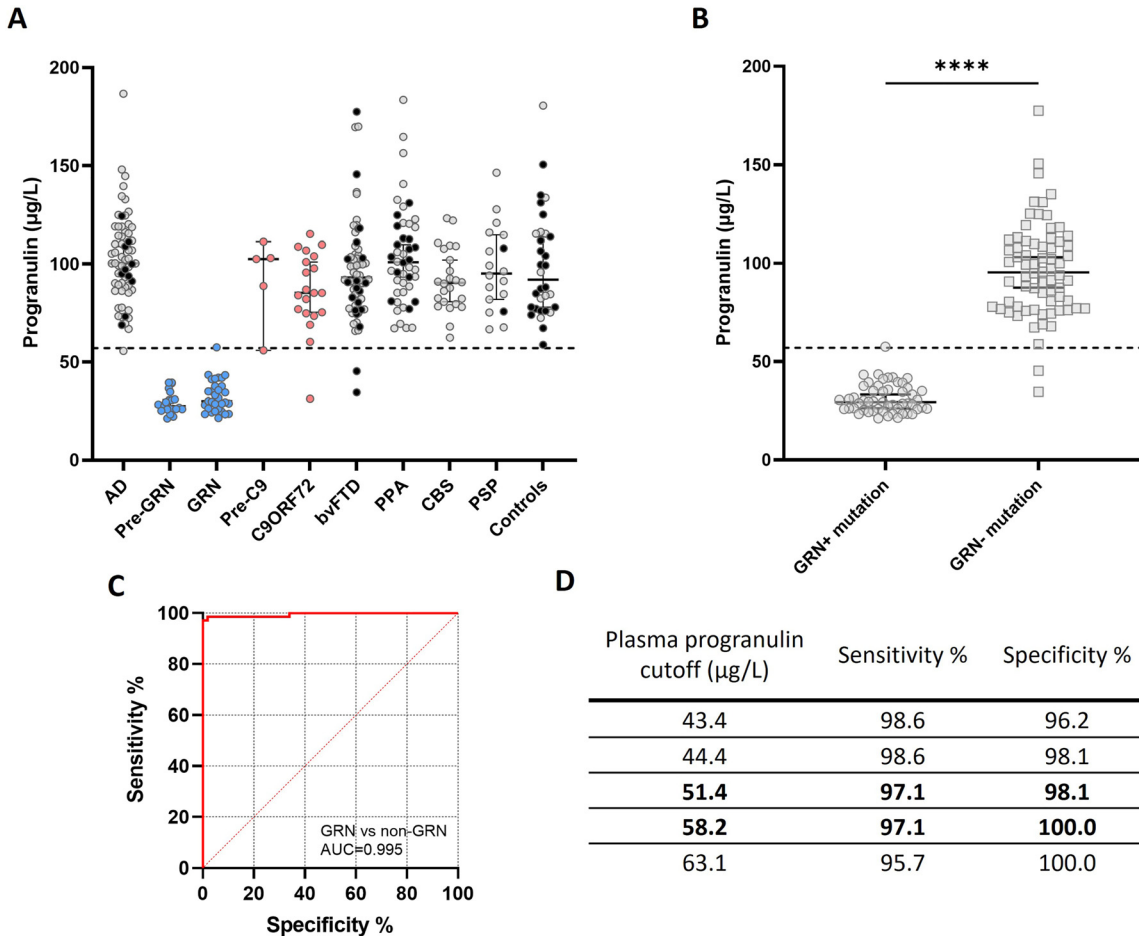 A
Progranulin (µg/L)
200
150
100
50
0
AD
Pre-GRN
GRN
Pre-C9
C9ORF72
bvFTD
PPA
CBS
PSP
Controls
B
Progranulin (µg/L)
200
150
100
50
0
****
GRN+ mutation
GRN- mutation
C
Sensitivity %
100
80
60
40
20
0
GRN vs non-GRN
AUC=0.995
0 20 40 60 80 100
Specificity %
D
Plasma progranulin
cutoff (µg/L) Sensitivity % Specificity %
43.4 98.6 96.2
44.4 98.6 98.1
51.4 97.1 98.1
58.2 97.1 100.0
63.1 95.7 100.0